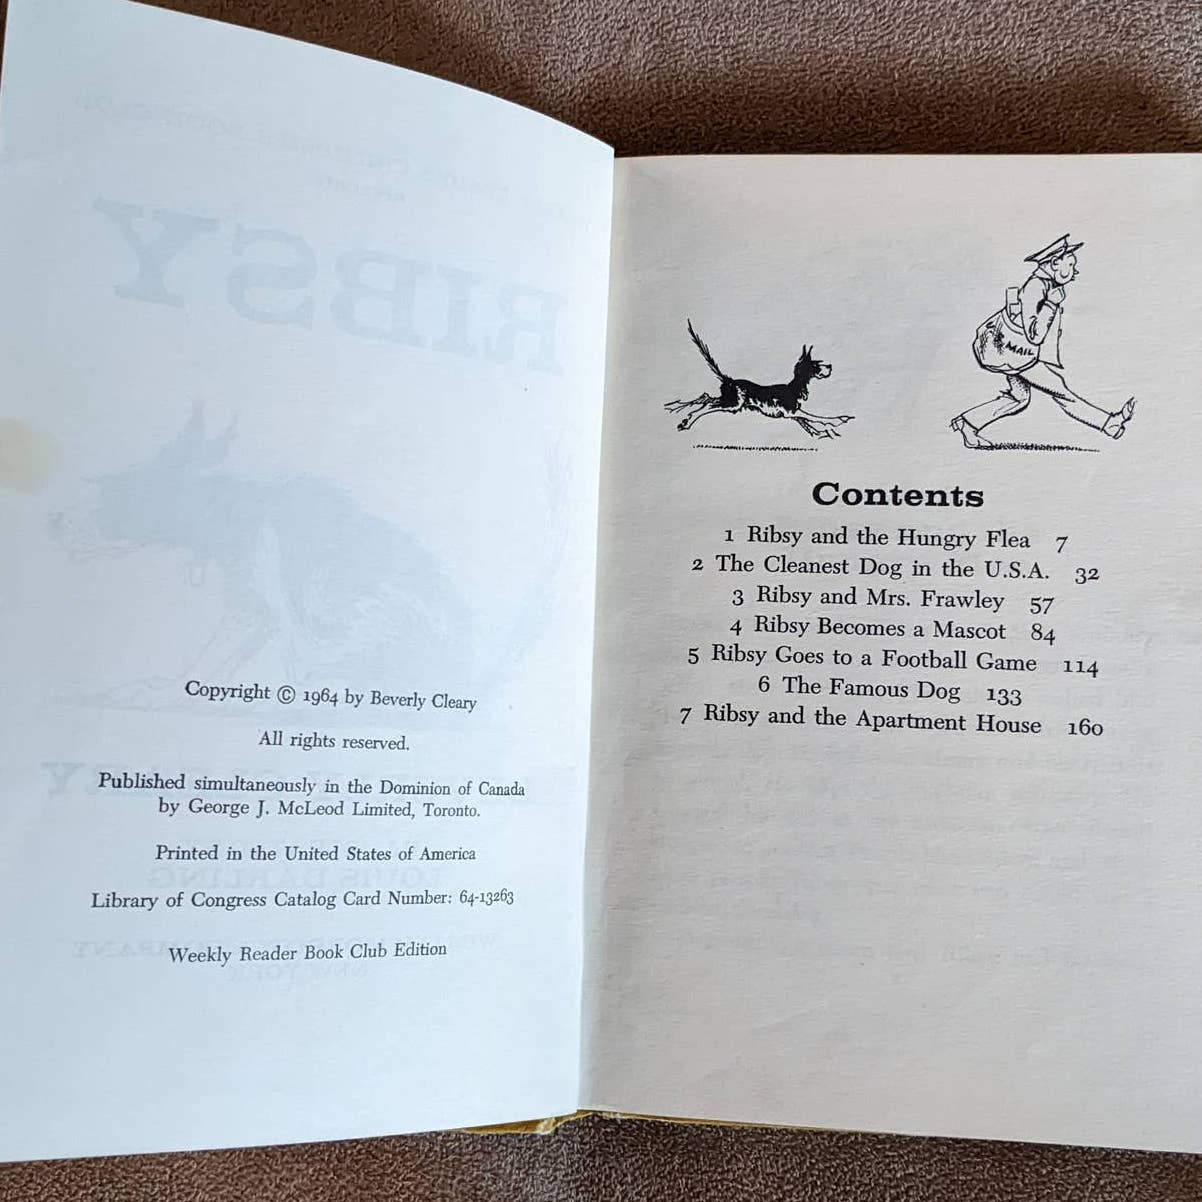 Copyright © 1964 by Beverly Cleary
All rights reserved.
Published simultaneously in the Dominion of Canada
by George J. McLeod Limited, Toronto.
Printed in the United States of America
Library of Congress Catalog Card Number: 64-13263
Weekly Reader Book Club Edition
RIBSY
LOUIS DARLING
MAIL
Contents
1 Ribsy and the Hungry Flea 7
2 The Cleanest Dog in the U.S.A. 32
3 Ribsy and Mrs. Frawley 57
4 Ribsy Becomes a Mascot 84
5 Ribsy Goes to a Football Game 114
6 The Famous Dog 133
7 Ribsy and the Apartment House 160